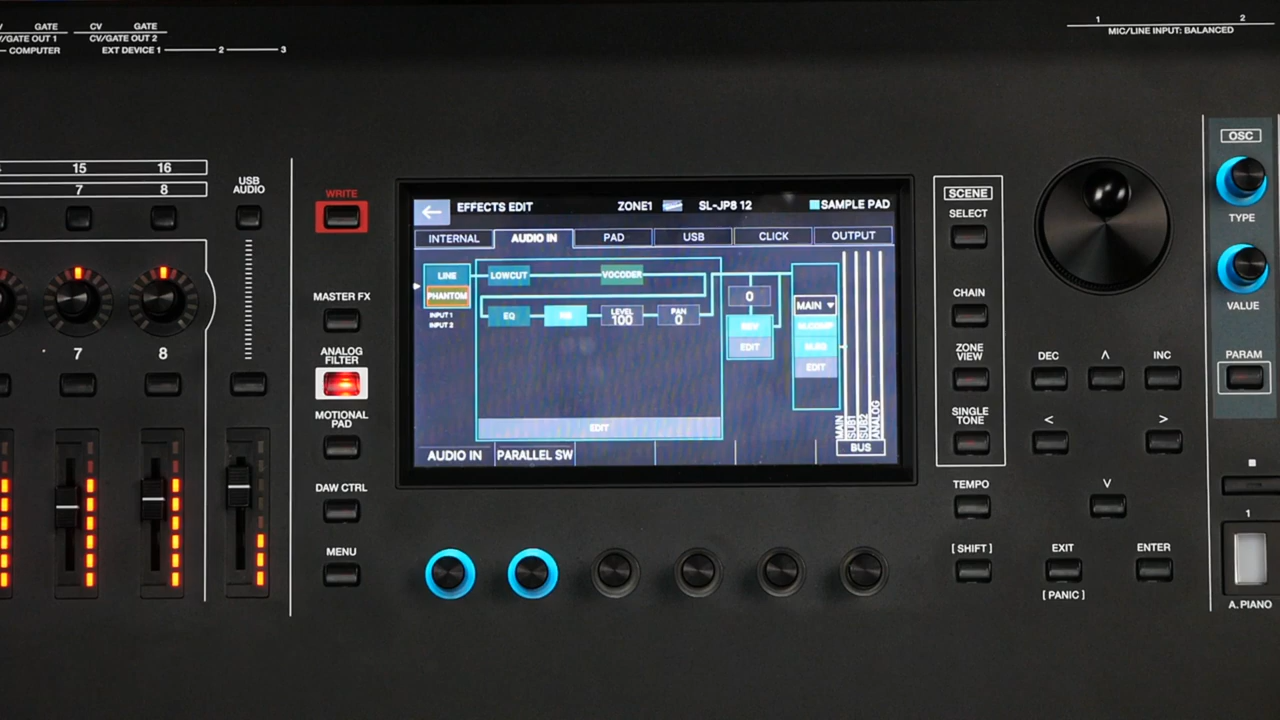 GATE CV GATE
/GATE OUT 1 CV/GATE OUT 2
COMPUTER EXT DEVICE 1 2 3
1 2
MIC/LINE INPUT: BALANCED
15 16
7 8
USB
AUDIO
7 8
WRITE
MASTER FX
ANALOG
FILTER
MOTIONAL
PAD
DAW CTRL
MENU
EFFECTS EDIT ZONE1 SL-JP8 12 SAMPLE PAD
INTERNAL AUDIO IN PAD USB CLICK OUTPUT
LINE LOWCUT VOCODER
PHANTOM
INPUT 1
INPUT 2
EQ LEVEL PAN
100 0
0
EDIT
MAIN
EDIT
EDIT
MAIN
SUB1
SUB2
ANALOG
BUS
AUDIO IN PARALLEL SW
SCENE
SELECT
CHAIN
ZONE
VIEW
SINGLE
TONE
TEMPO
[SHIFT]
DEC ∧ INC
< >
∨
EXIT ENTER
[PANIC]
OSC
TYPE
VALUE
PARAM
1
A.PIANO